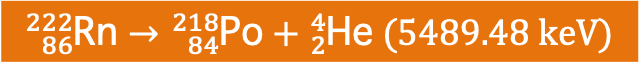 ²²²₈₆Rn → ²¹⁸₈₄Po + ⁴₂He (5489.48 keV)